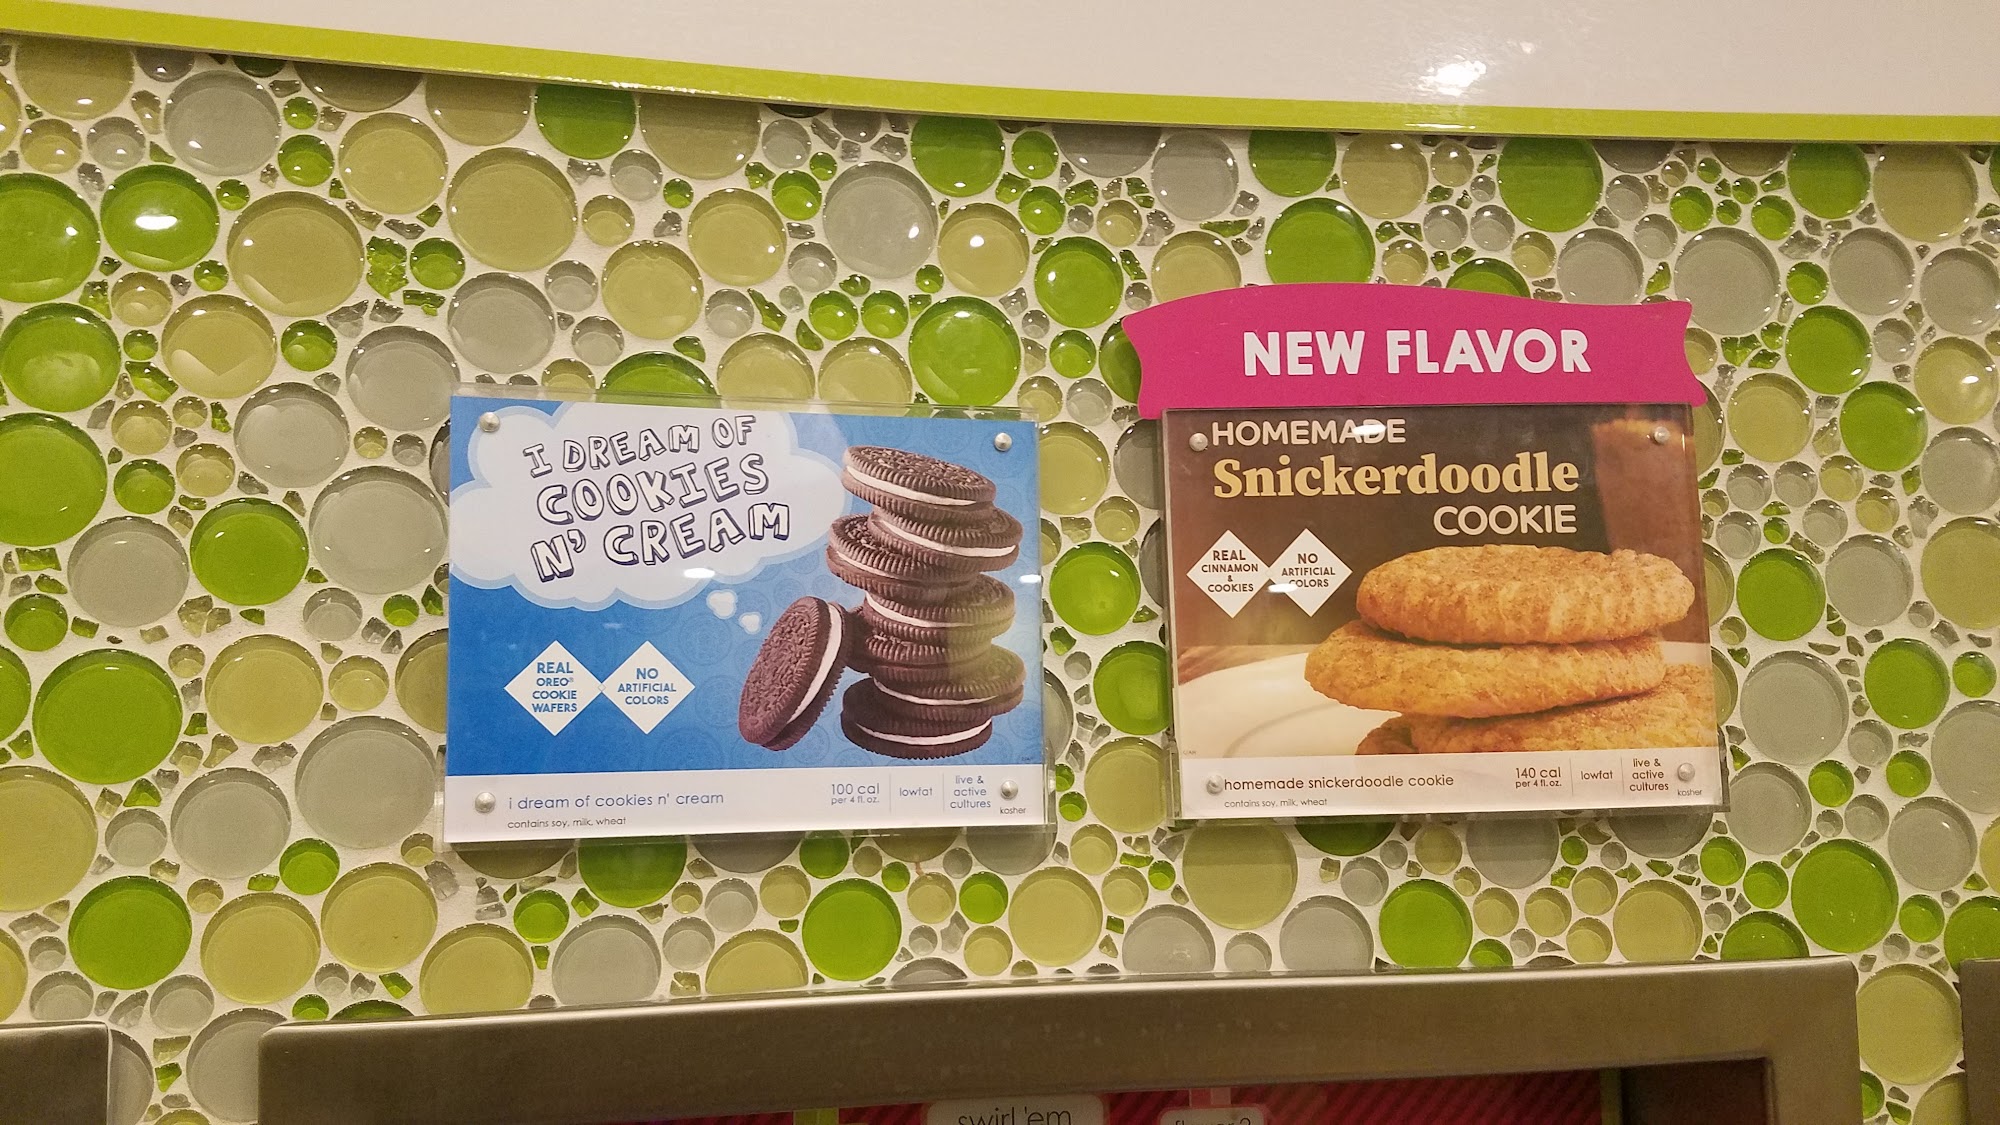 I DREAM OF
COOKIES
N' CREAM
REAL
OREO®
COOKIE
WAFERS
NO
ARTIFICIAL
COLORS
i dream of cookies n' cream
contains soy, milk, wheat
100 cal
per 4 fl. oz.
lowfat
live &
active
cultures
kosher
NEW FLAVOR
HOMEMADE
Snickerdoodle
COOKIE
REAL
CINNAMON
&
COOKIES
NO
ARTIFICIAL
COLORS
homemade snickerdoodle cookie
contains soy, milk, wheat
140 cal
per 4 fl. oz.
lowfat
live &
active
cultures
kosher
swirl 'em